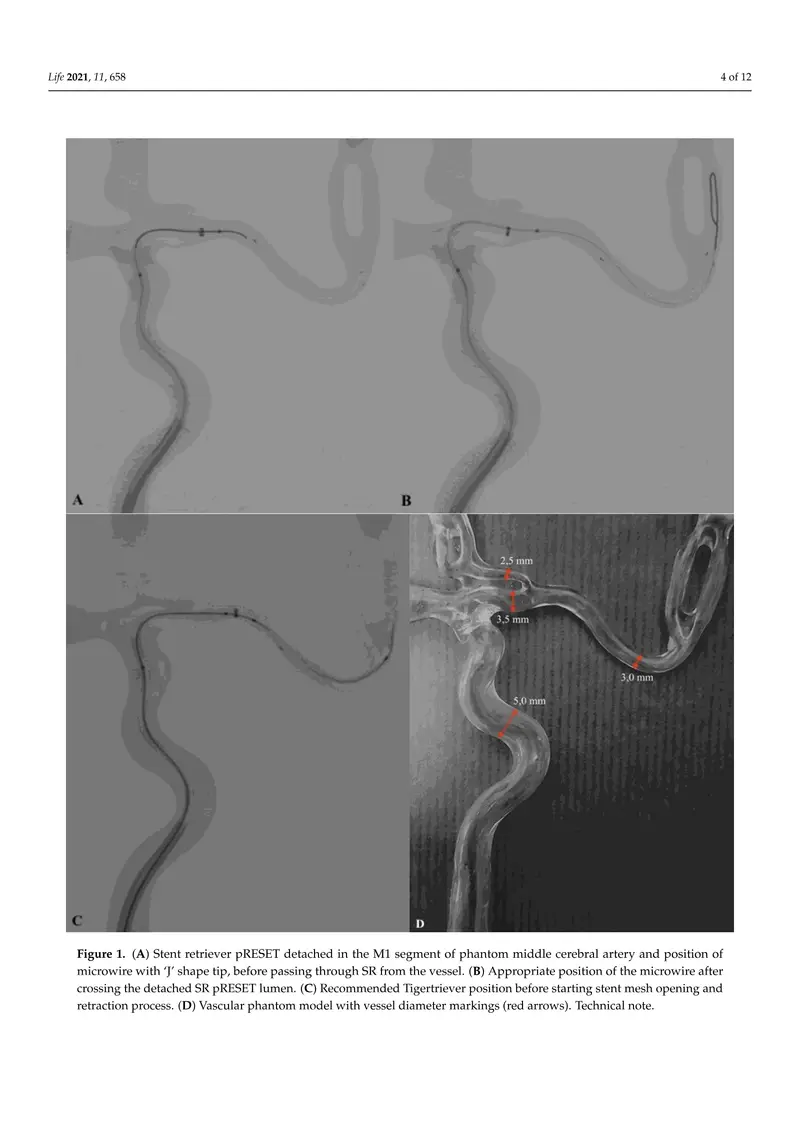 Life 2021, 11, 658
4 of 12
A
B
2,5 mm
3,5 mm
3,0 mm
5,0 mm
C
D
Figure 1. (A) Stent retriever pRESET detached in the M1 segment of phantom middle cerebral artery and position of
microwire with ‘J’ shape tip, before passing through SR from the vessel. (B) Appropriate position of the microwire after
crossing the detached SR pRESET lumen. (C) Recommended Tigertriever position before starting stent mesh opening and
retraction process. (D) Vascular phantom model with vessel diameter markings (red arrows). Technical note.